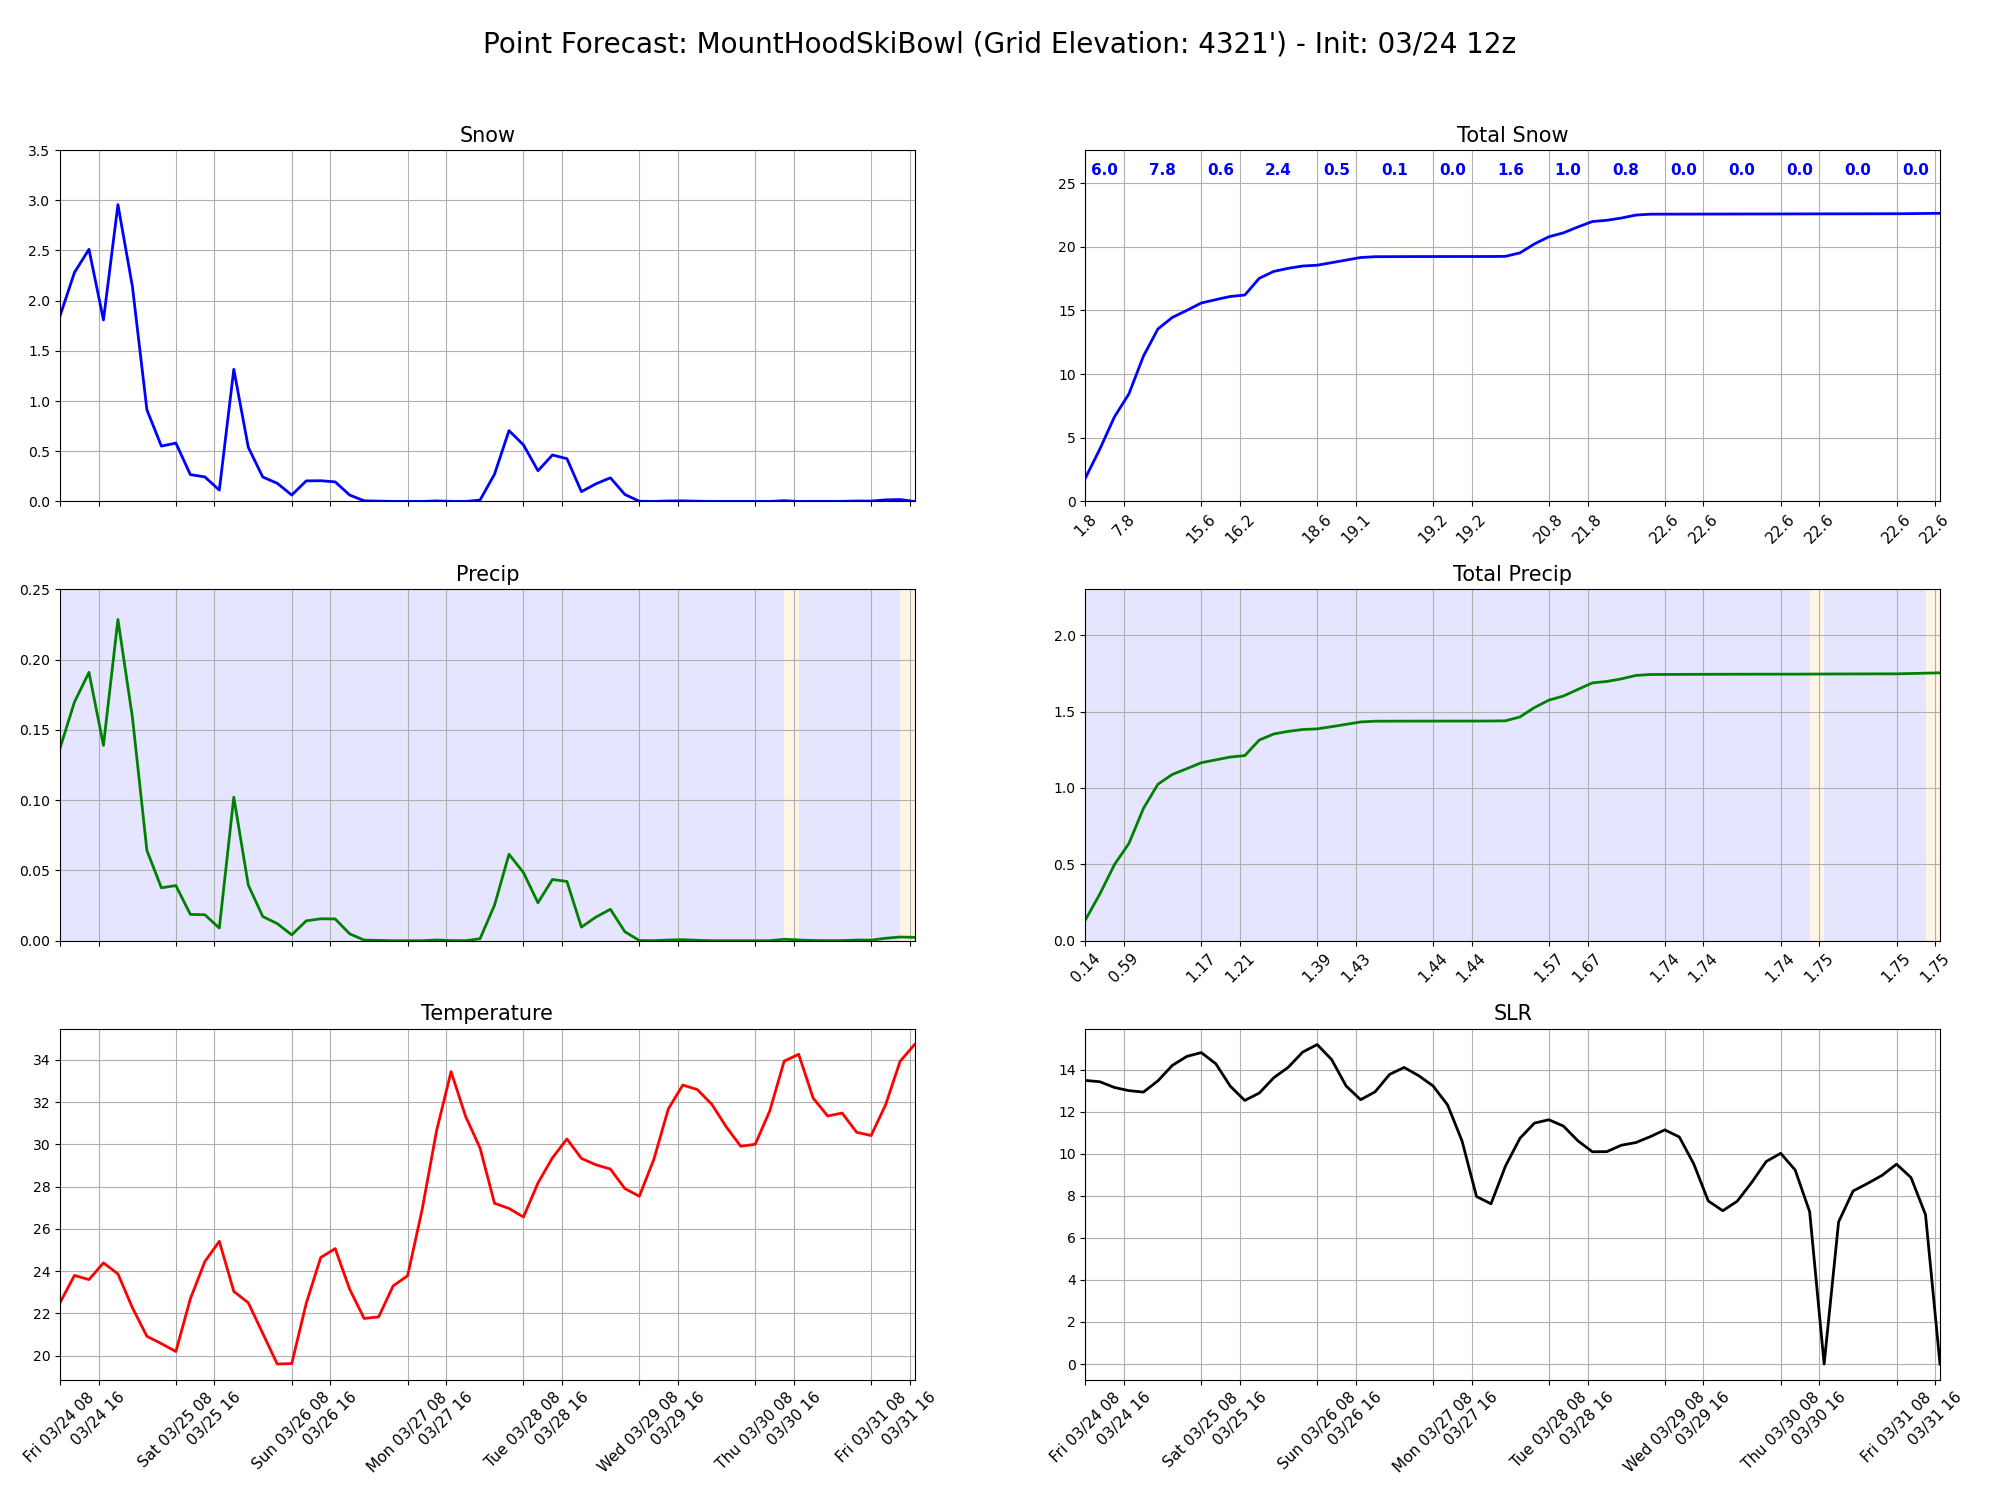 Point Forecast: MountHoodSkiBowl (Grid Elevation: 4321') - Init: 03/24 12z
Snow
3.5
3.0
2.5
2.0
1.5
1.0
0.5
0.0
Total Snow
6.0 7.8 0.6 2.4 0.5 0.1 0.0 1.6 1.0 0.8 0.0 0.0 0.0 0.0 0.0
25
20
15
10
5
0
1.8 7.8 15.6 16.2 18.6 19.1 19.2 19.2 20.8 21.8 22.6 22.6 22.6 22.6 22.6 22.6
Precip
0.25
0.20
0.15
0.10
0.05
0.00
Total Precip
2.0
1.5
1.0
0.5
0.0
0.14 0.59 1.17 1.21 1.39 1.43 1.44 1.44 1.57 1.67 1.74 1.74 1.74 1.75 1.75 1.75
Temperature
34
32
30
28
26
24
22
20
Fri 03/24 08
03/24 16
Sat 03/25 08
03/25 16
Sun 03/26 08
03/26 16
Mon 03/27 08
03/27 16
Tue 03/28 08
03/28 16
Wed 03/29 08
03/29 16
Thu 03/30 08
03/30 16
Fri 03/31 08
03/31 16
SLR
14
12
10
8
6
4
2
0
Fri 03/24 08
03/24 16
Sat 03/25 08
03/25 16
Sun 03/26 08
03/26 16
Mon 03/27 08
03/27 16
Tue 03/28 08
03/28 16
Wed 03/29 08
03/29 16
Thu 03/30 08
03/30 16
Fri 03/31 08
03/31 16